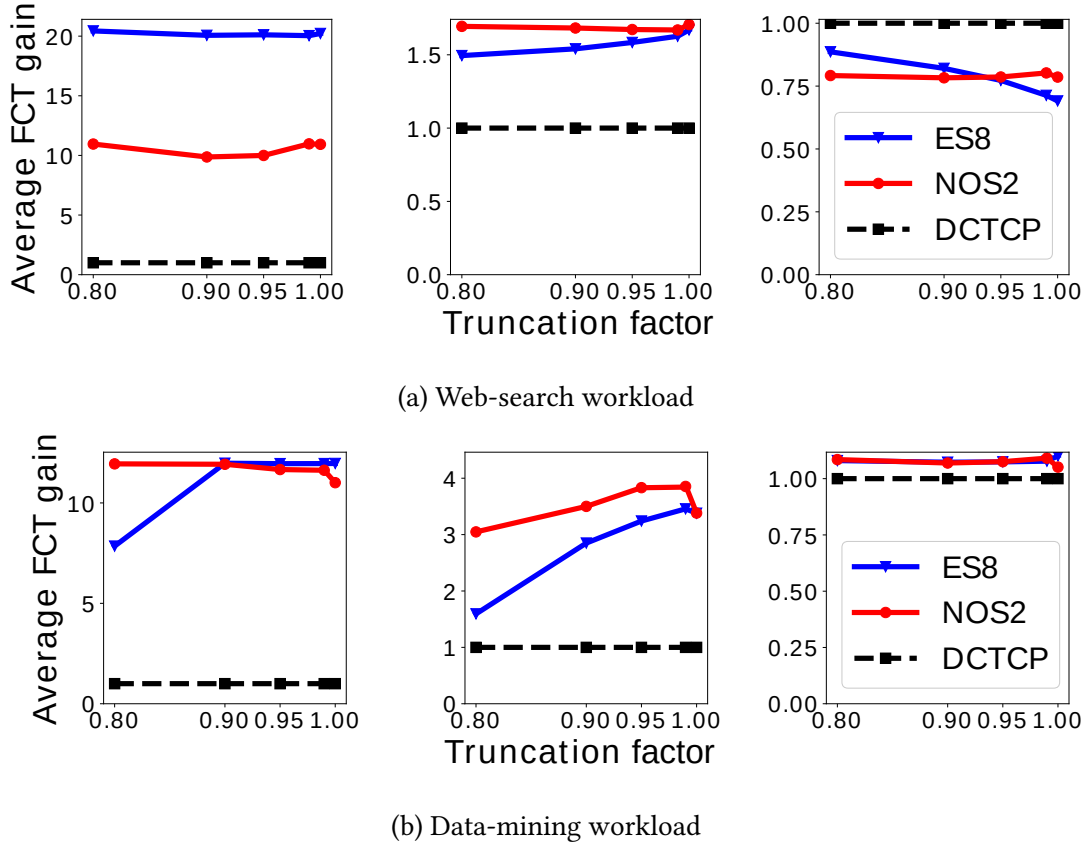 Average FCT gain
20
15
10
5
0
0.80 0.90 0.95 1.00
1.5
1.0
0.5
0.0
0.80 0.90 0.95 1.00
Truncation factor
1.00
0.75
0.50
0.25
0.00
0.80 0.90 0.95 1.00
ES8
NOS2
DCTCP
(a) Web-search workload
Average FCT gain
10
5
0
0.80 0.90 0.95 1.00
4
3
2
1
0
0.80 0.90 0.95 1.00
Truncation factor
1.00
0.75
0.50
0.25
0.00
0.80 0.90 0.95 1.00
ES8
NOS2
DCTCP
(b) Data-mining workload